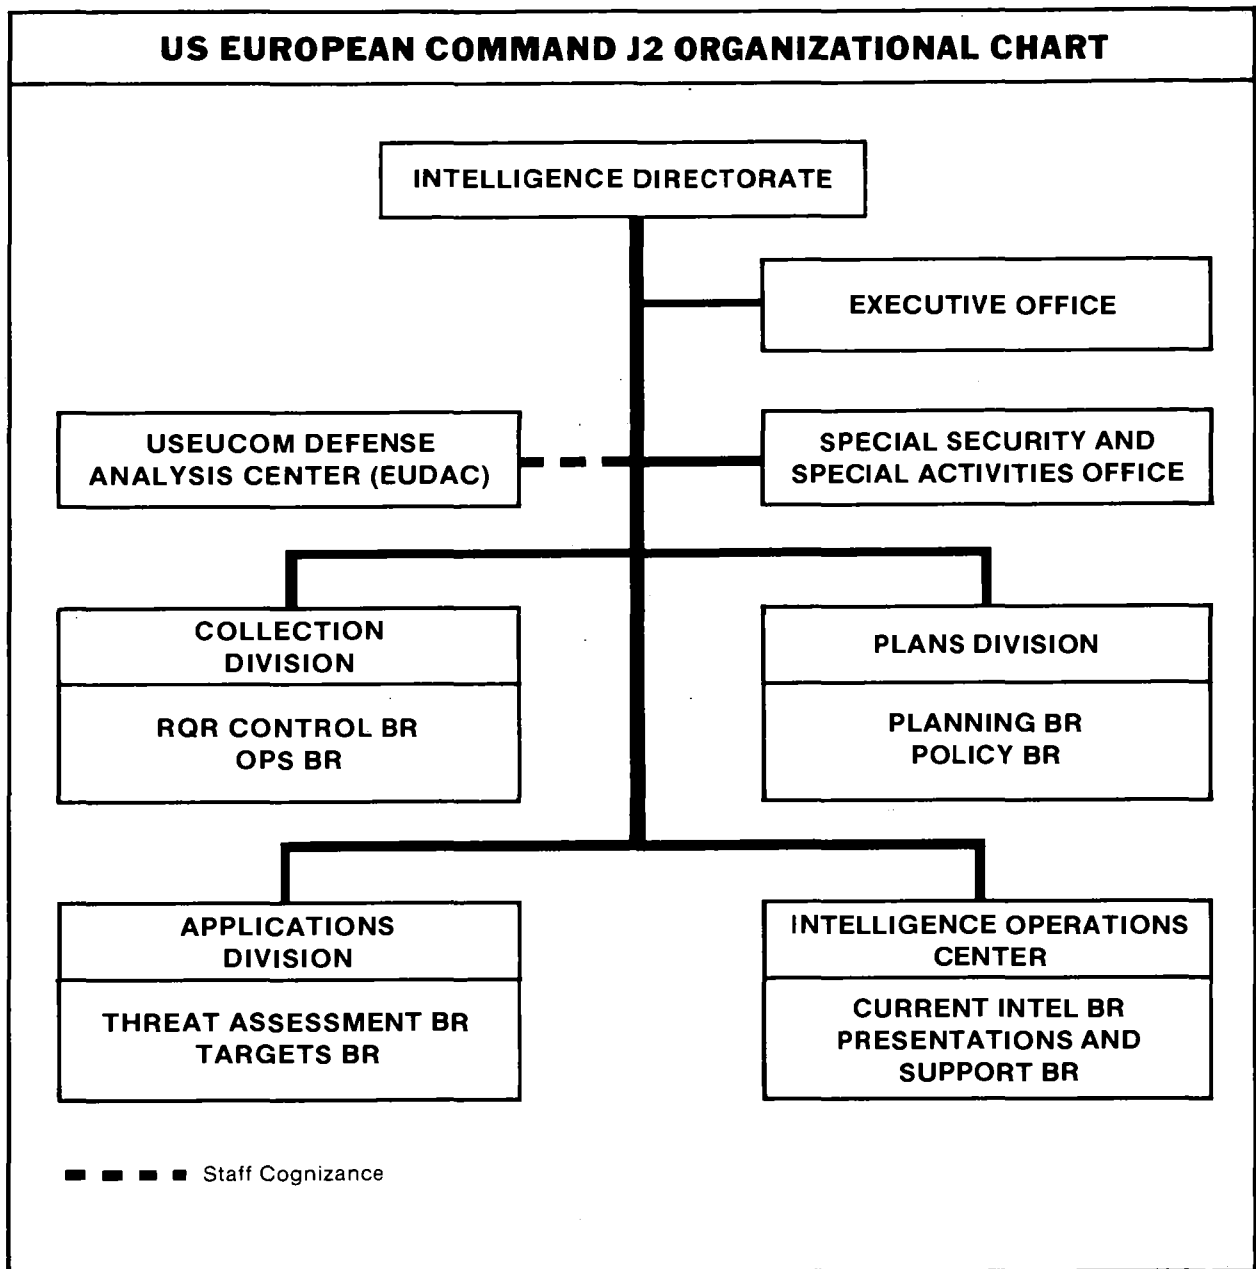 US EUROPEAN COMMAND J2 ORGANIZATIONAL CHART
INTELLIGENCE DIRECTORATE
EXECUTIVE OFFICE
USEUCOM DEFENSE
ANALYSIS CENTER (EUDAC)
SPECIAL SECURITY AND
SPECIAL ACTIVITIES OFFICE
COLLECTION
DIVISION
RQR CONTROL BR
OPS BR
PLANS DIVISION
PLANNING BR
POLICY BR
APPLICATIONS
DIVISION
THREAT ASSESSMENT BR
TARGETS BR
INTELLIGENCE OPERATIONS
CENTER
CURRENT INTEL BR
PRESENTATIONS AND
SUPPORT BR
Staff Cognizance